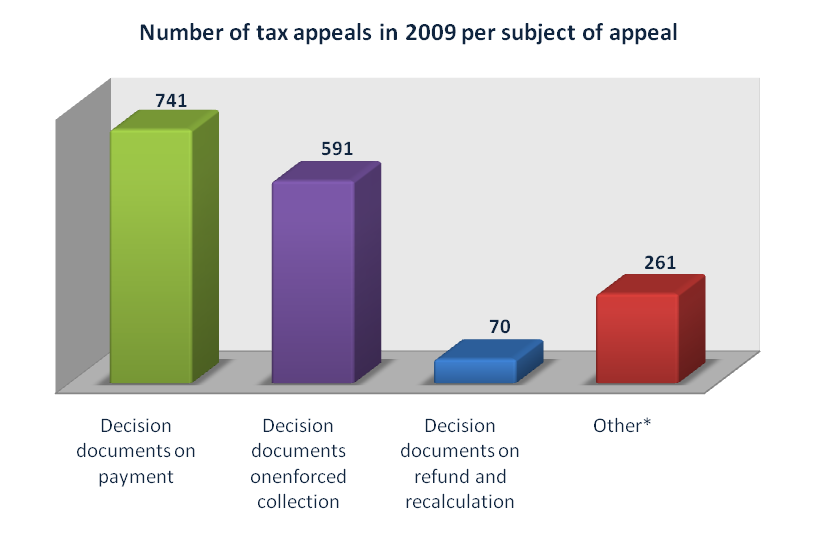 Number of tax appeals in 2009 per subject of appeal
741
591
70
261
Decision
documents on
payment
Decision
documents
onenforced
collection
Decision
documents on
refund and
recalculation
Other*